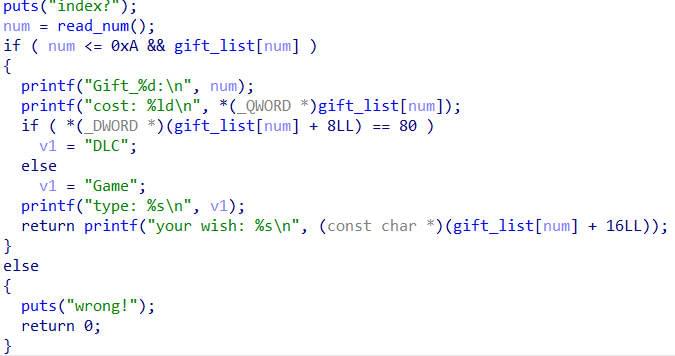 puts("index?");
num = read_num();
if ( num <= 0xA && gift_list[num] )
{
printf("Gift_%d:\n", num);
printf("cost: %ld\n", *(_QWORD *)gift_list[num]);
if ( *(_DWORD *)(gift_list[num] + 8LL) == 80 )
v1 = "DLC";
else
v1 = "Game";
printf("type: %s\n", v1);
return printf("your wish: %s\n", (const char *)(gift_list[num] + 16LL));
}
else
{
puts("wrong!");
return 0;
}